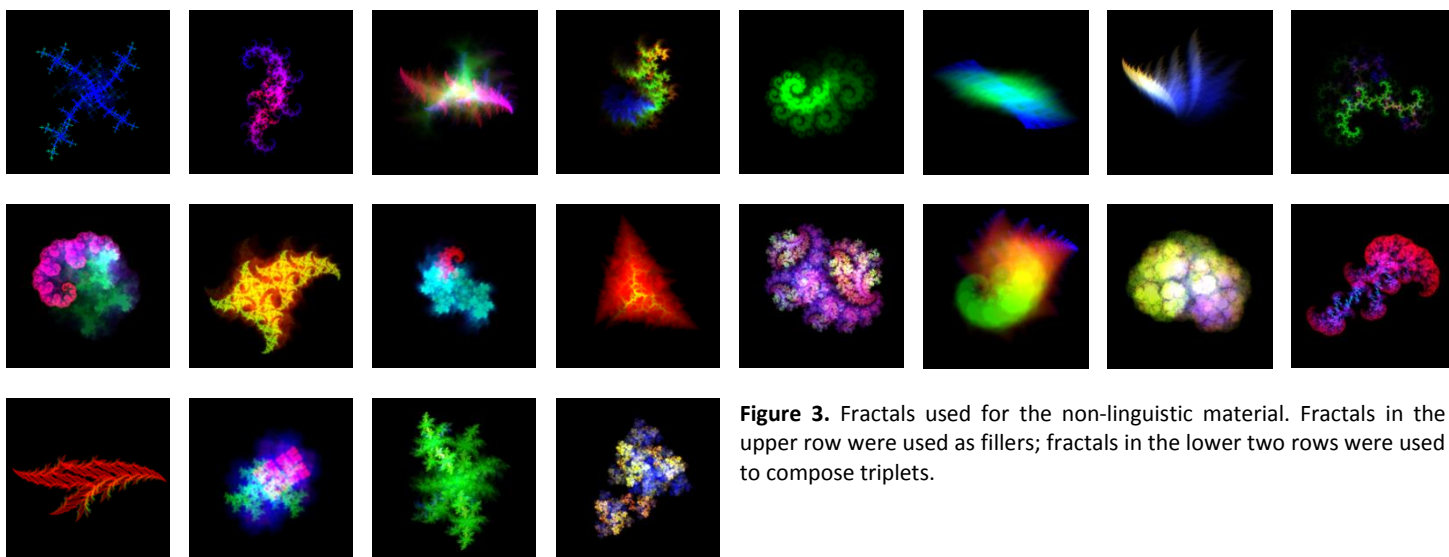 Figure 3. Fractals used for the non-linguistic material. Fractals in the
upper row were used as fillers; fractals in the lower two rows were used
to compose triplets.